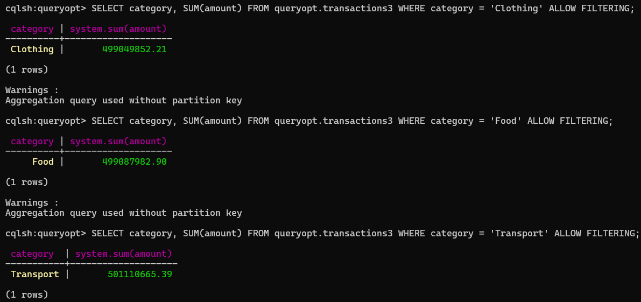 cqlsh:queryopt> SELECT category, SUM(amount) FROM queryopt.transactions3 WHERE category = 'Clothing' ALLOW FILTERING;
category | system.sum(amount)
----------+--------------------
Clothing | 499049852.21
(1 rows)
Warnings :
Aggregation query used without partition key
cqlsh:queryopt> SELECT category, SUM(amount) FROM queryopt.transactions3 WHERE category = 'Food' ALLOW FILTERING;
category | system.sum(amount)
----------+--------------------
Food | 499087982.90
(1 rows)
Warnings :
Aggregation query used without partition key
cqlsh:queryopt> SELECT category, SUM(amount) FROM queryopt.transactions3 WHERE category = 'Transport' ALLOW FILTERING;
category | system.sum(amount)
-----------+--------------------
Transport | 501110665.39
(1 rows)